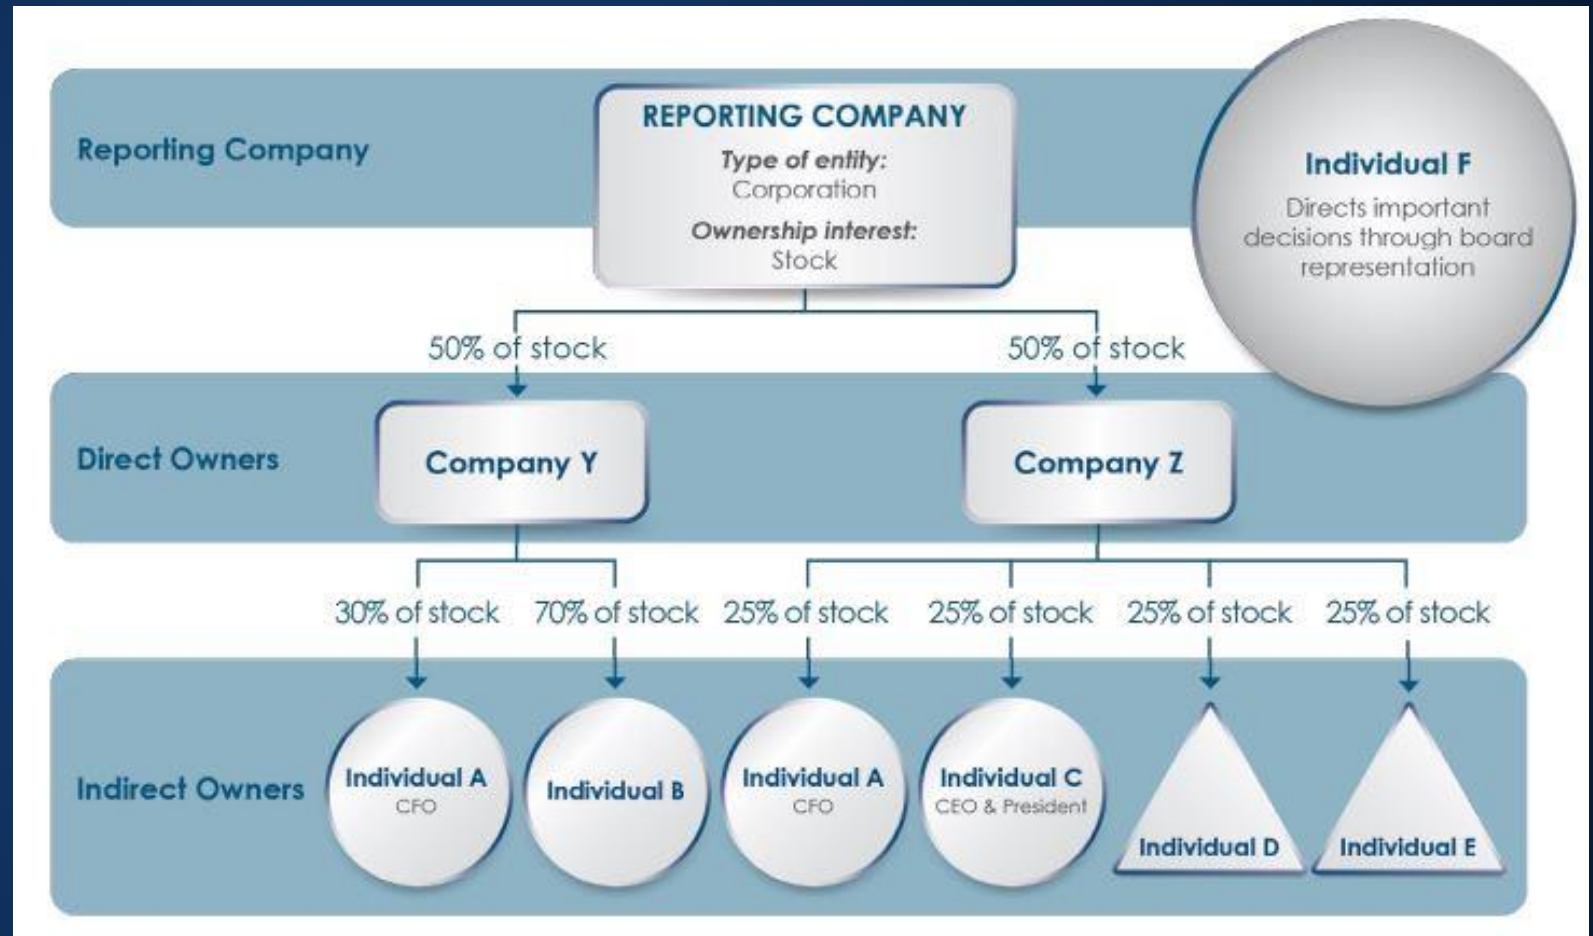 Reporting Company
REPORTING COMPANY
Type of entity:
Corporation
Ownership interest:
Stock
Individual F
Directs important
decisions through board
representation
50% of stock
50% of stock
Direct Owners
Company Y
Company Z
30% of stock
70% of stock
25% of stock
25% of stock
25% of stock
25% of stock
Indirect Owners
Individual A
CFO
Individual B
Individual A
CFO
Individual C
CEO & President
Individual D
Individual E